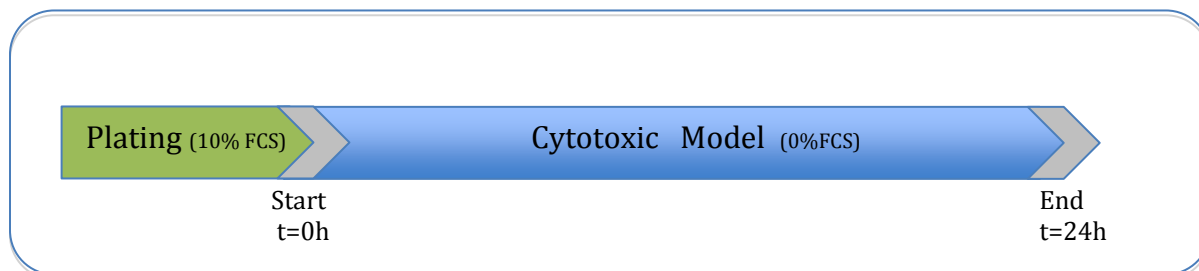 Plating (10% FCS)
Cytotoxic Model (0%FCS)
Start
t=0h
End
t=24h